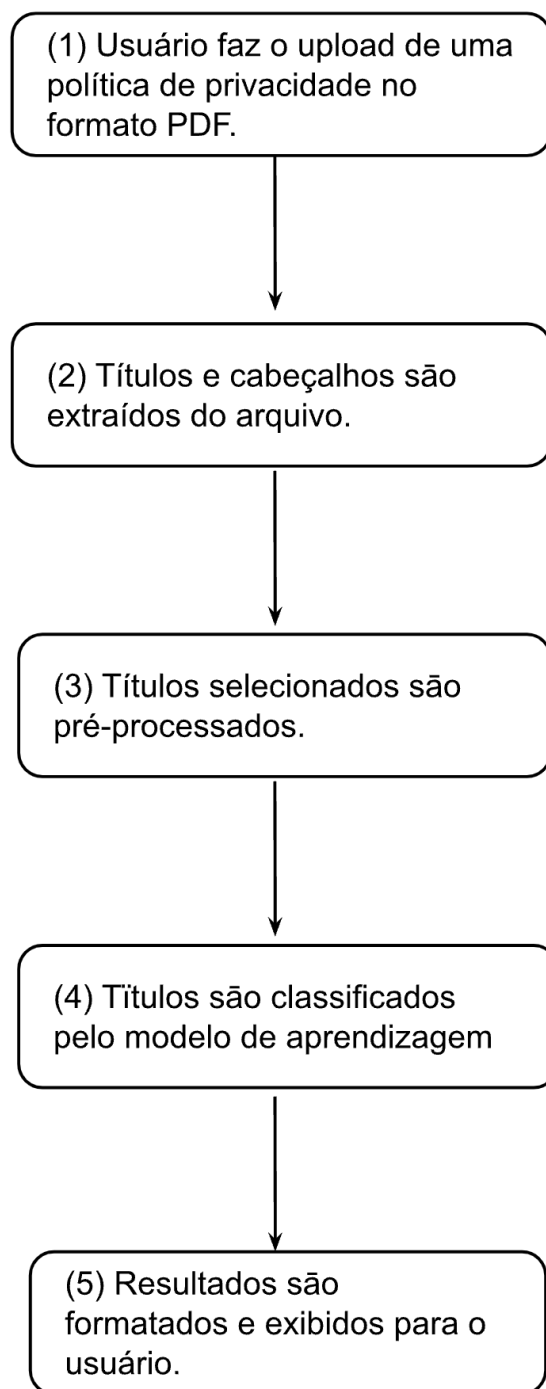 (1) Usuário faz o upload de uma
política de privacidade no
formato PDF.
(2) Títulos e cabeçalhos são
extraídos do arquivo.
(3) Títulos selecionados são
pré-processados.
(4) Tïtulos são classificados
pelo modelo de aprendizagem
(5) Resultados são
formatados e exibidos para o
usuário.